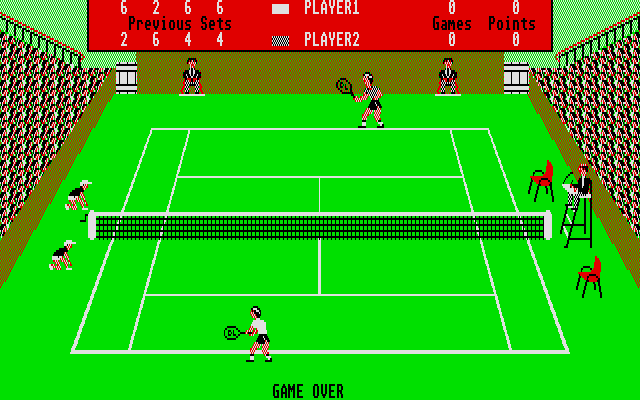 6 2 6 6 PLAYER1 0 0
Previous Sets Games Points
2 6 4 4 PLAYER2 0 0
GAME OVER